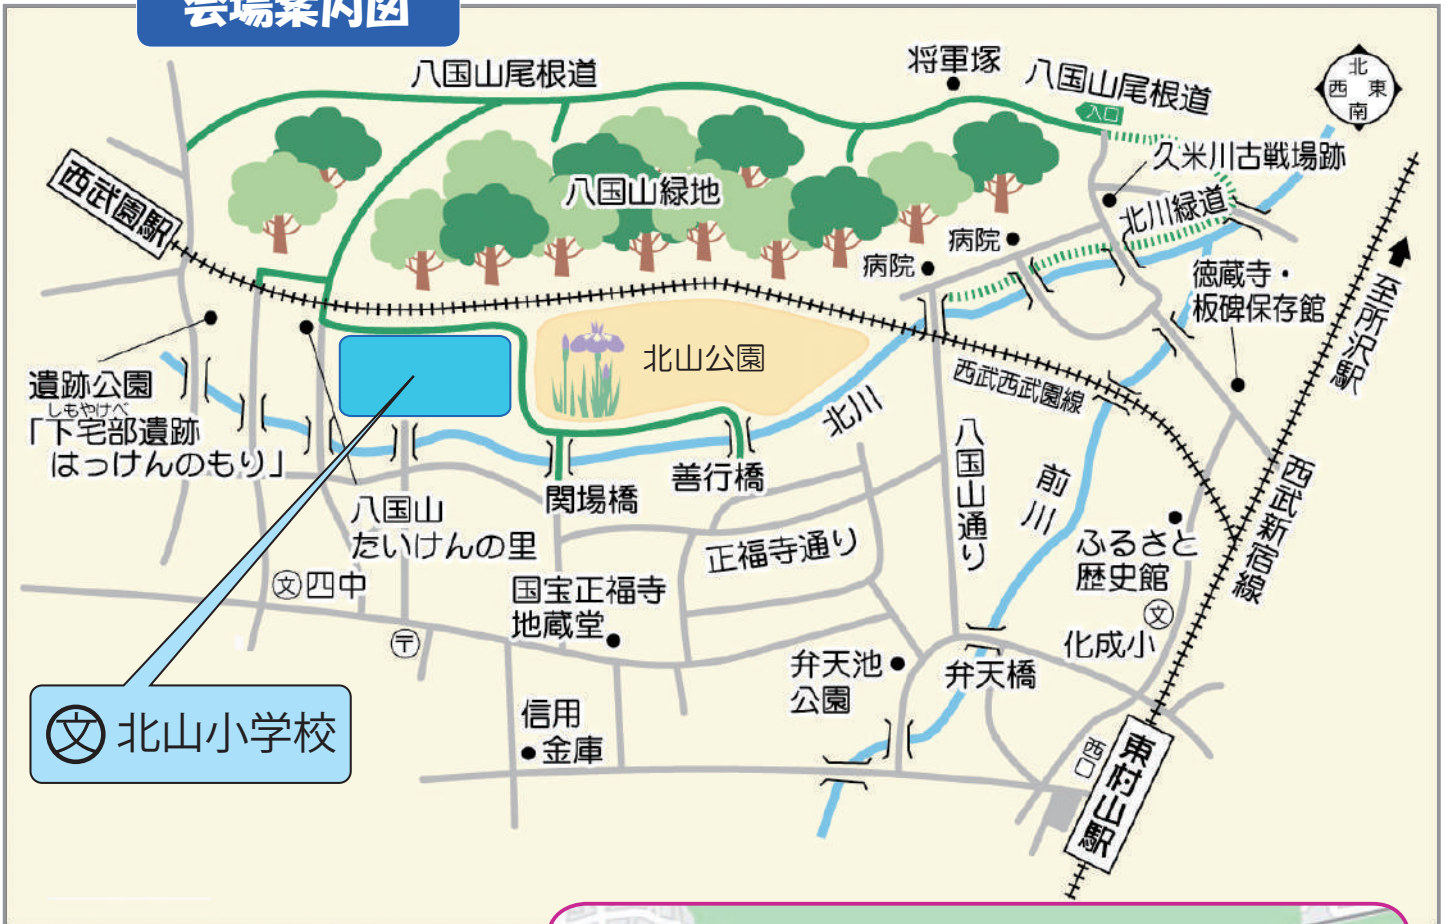 会場案内図
八国山尾根道
将軍塚
八国山尾根道
入口
北
西 東
南
久米川古戦場跡
西武園駅
八国山緑地
北川緑道
病院
病院
徳蔵寺・
板碑保存館
至所沢駅
北山公園
西武西武園線
遺跡公園
しもやけべ
「下宅部遺跡
はっけんのもり」
北川
八国山通り
前川
西武新宿線
関場橋
善行橋
八国山
たいけんの里
正福寺通り
ふるさと
歴史館
文四中
国宝正福寺
地蔵堂
〒
文
化成小
弁天池
公園
弁天橋
文 北山小学校
信用
金庫
西口
東村山駅